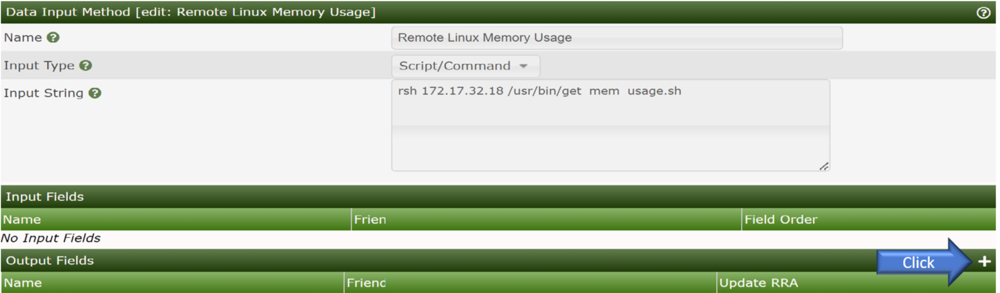 Data Input Method [edit: Remote Linux Memory Usage]
Name Remote Linux Memory Usage
Input Type Script/Command
Input String rsh 172.17.32.18 /usr/bin/get mem usage.sh
Input Fields
Name Frien Field Order
No Input Fields
Output Fields Click +
Name Friend Update RRA